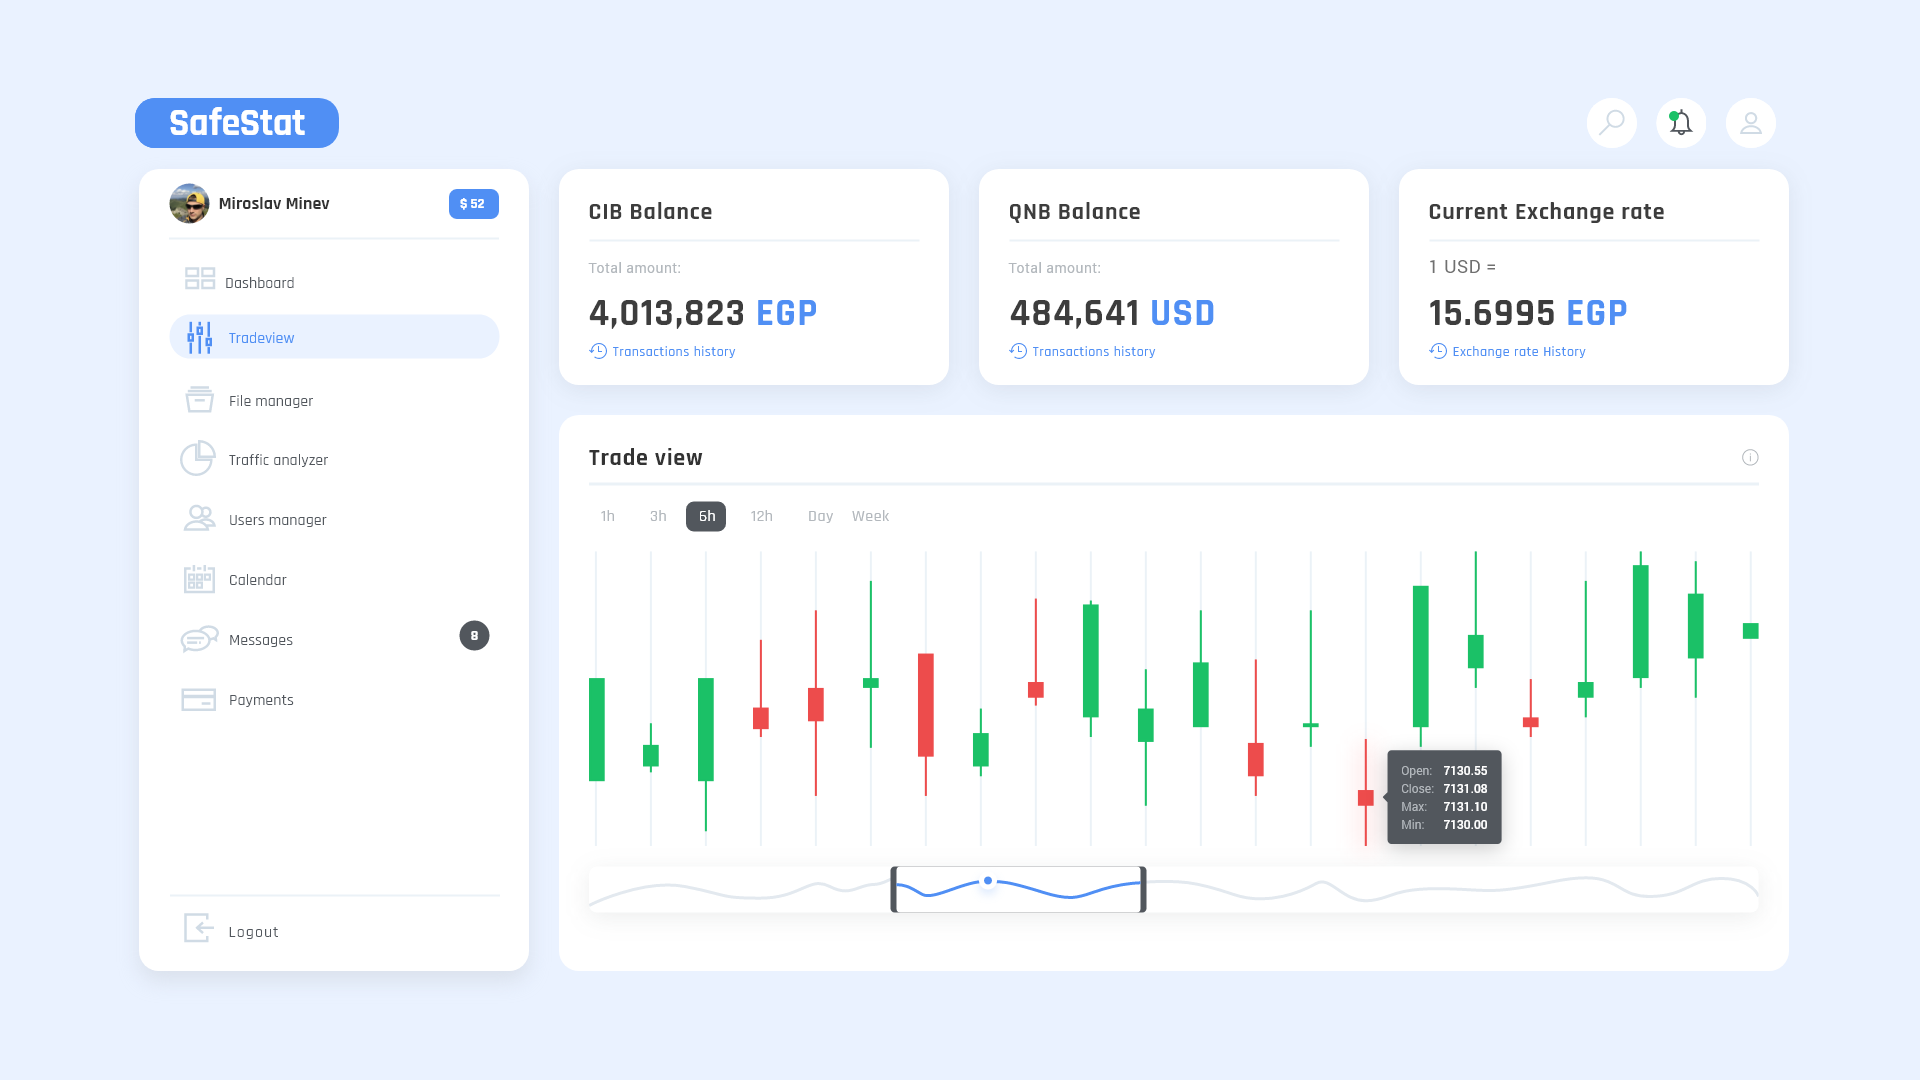 SafeStat
Miroslav Minev
$ 52
Dashboard
Tradeview
File manager
Traffic analyzer
Users manager
Calendar
Messages
8
Payments
Logout
CIB Balance
Total amount:
4,013,823 EGP
Transactions history
QNB Balance
Total amount:
484,641 USD
Transactions history
Current Exchange rate
1 USD =
15.6995 EGP
Exchange rate History
Trade view
1h 3h 6h 12h Day Week
Open: 7130.55
Close: 7131.08
Max: 7131.10
Min: 7130.00